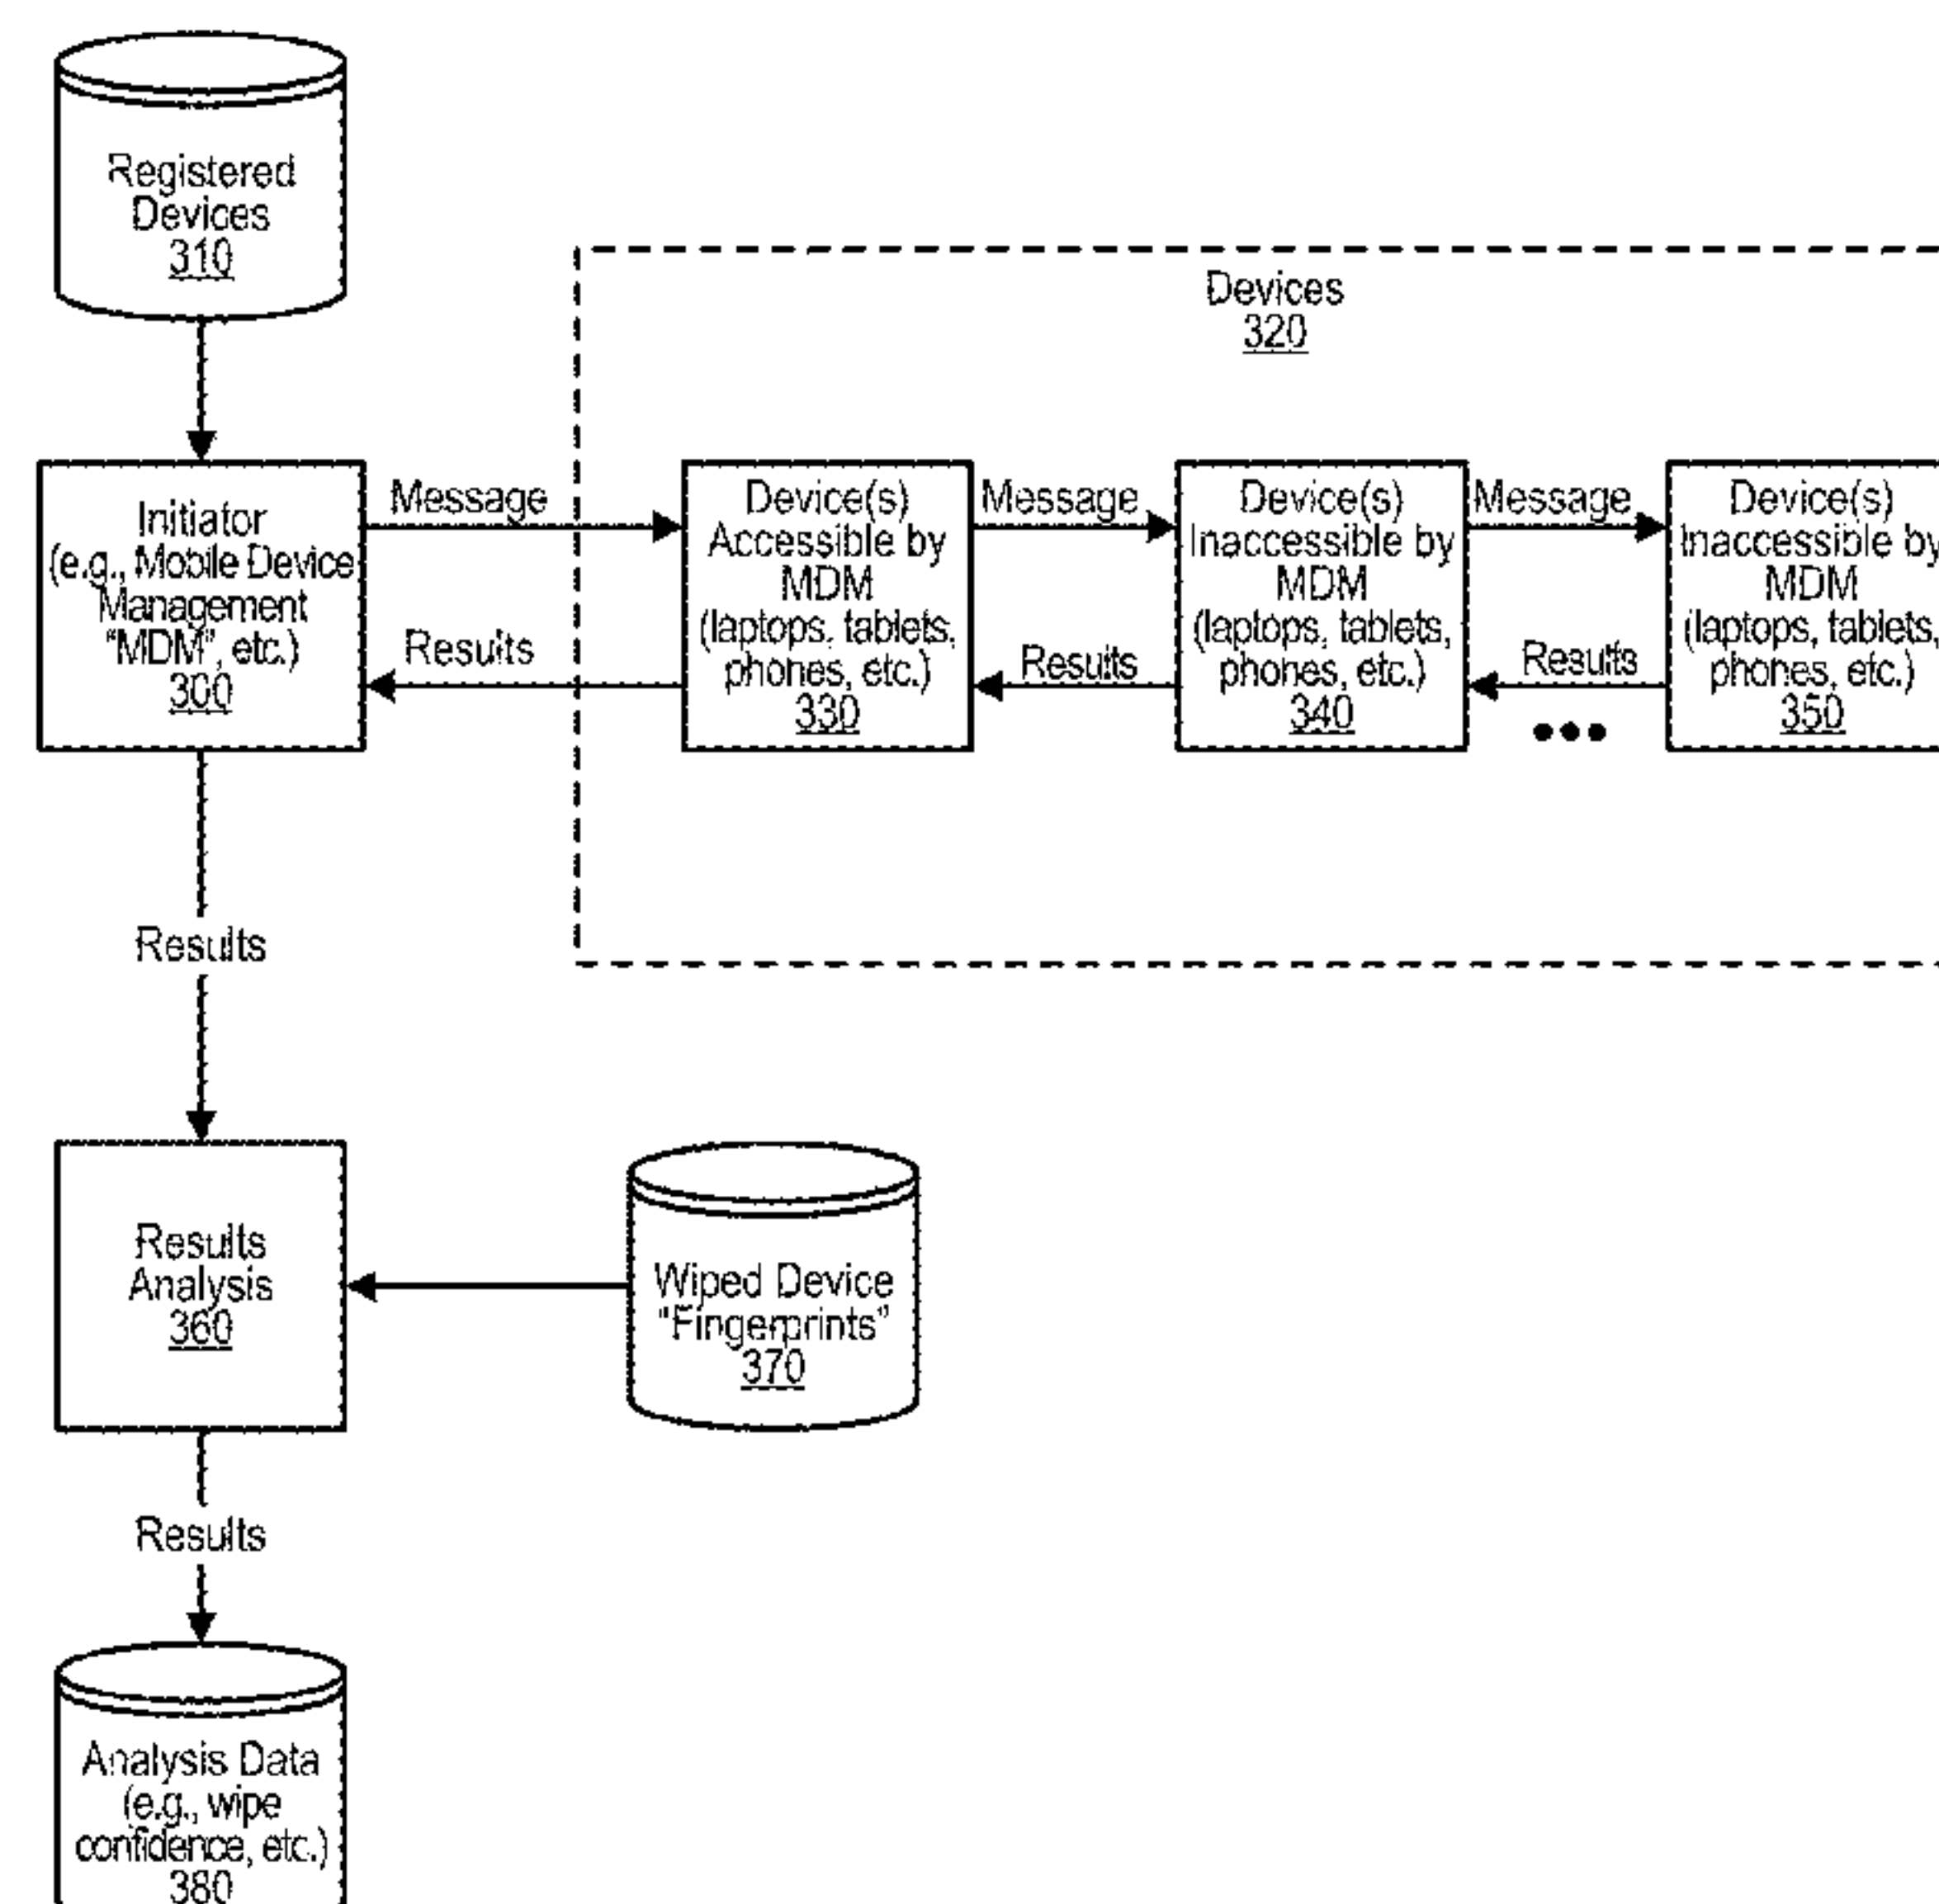 Registered
Devices
310
Devices
320
Initiator
(e.g., Mobile Device
Management
"MDM", etc.)
300
Message
Results
Device(s)
Accessible by
MDM
(laptops, tablets,
phones, etc.)
330
Message
Results
Device(s)
Inaccessible by
MDM
(laptops, tablets,
phones, etc.)
340
Message
Results
•••
Device(s)
Inaccessible by
MDM
(laptops, tablets,
phones, etc.)
350
Results
Results
Analysis
360
Wiped Device
"Fingerprints"
370
Results
Analysis Data
(e.g., wipe
confidence, etc.)
380